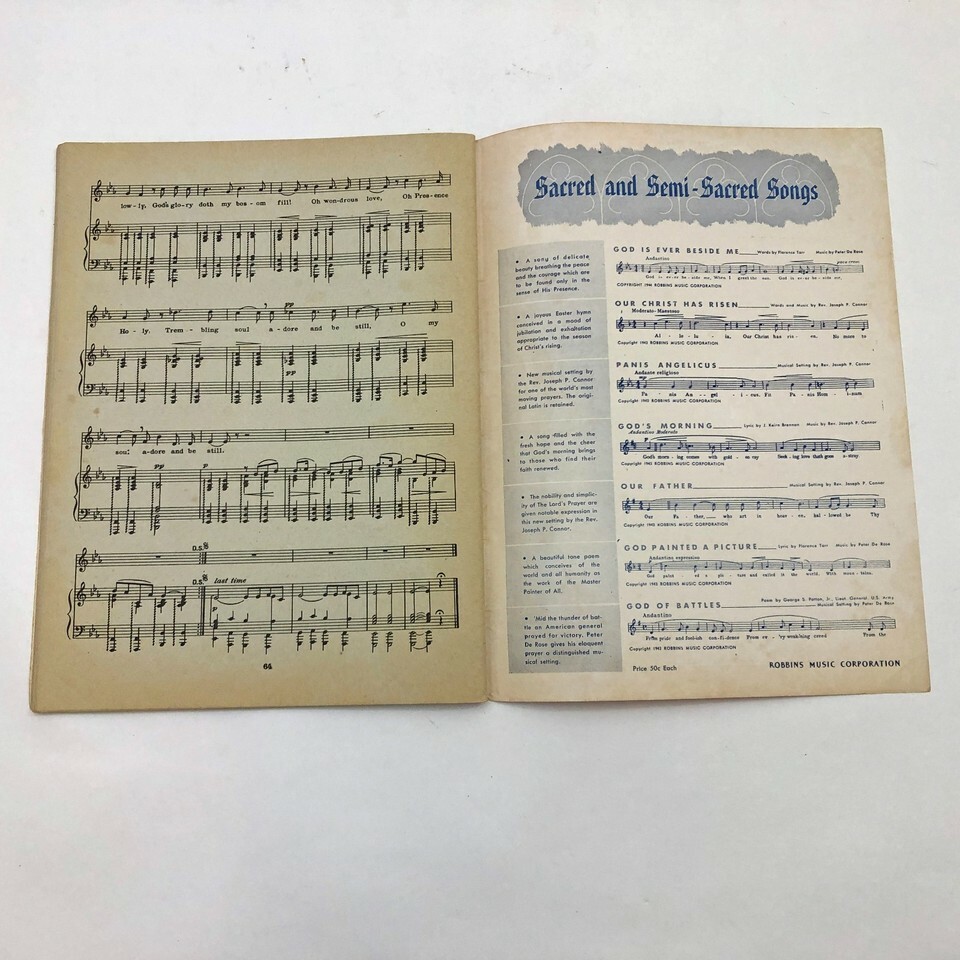 low-ly, God's glo-ry doth my bos-om fill! Oh won-drous love, Oh Pres-ence
Ho-ly. Trem-bling soul a-dore and be still, O my
pp
pp
soul a-dore and be still.
pp
p
D.S.
D.S. last time
p
64
Sacred and Semi-Sacred Songs
• A song of delicate
beauty breathing the peace
and the courage which are
to be found only in the
sense of His Presence.
GOD IS EVER BESIDE ME Words by Florence Tarr Music by Peter De Rose
Andantino poco cresc.
God is ev-er be-side me, When I greet the sun. God is ev-er be-side me,
COPYRIGHT 1944 ROBBINS MUSIC CORPORATION
• A joyous Easter hymn
conceived in a mood of
jubilation and exhaltation
appropriate to the season
of Christ's rising.
OUR CHRIST HAS RISEN Words and Music by Rev. Joseph P. Connor
Moderato-Maestoso
Al-le-lu-ia, Our Christ has ris-en. No more to
Copyright 1945 ROBBINS MUSIC CORPORATION
• New musical setting by
the Rev. Joseph P. Connor
for one of the world's most
moving prayers. The origi-
nal Latin is retained.
PANIS ANGELICUS Musical Setting by Rev. Joseph P. Connor
Andante religioso
Pa-nis An-gel-i-cus, Fit Pa-nis Hom-i-num
Copyright 1945 ROBBINS MUSIC CORPORATION
• A song filled with the
fresh hope and the cheer
that God's morning brings
to those who find their
faith renewed.
GOD'S MORNING Lyric by J. Keirn Brennan Music by Rev. Joseph P. Connor
Andantino Moderato
God's morn-ing comes with gold-en ray Seek-ing love that's gone a-stray.
Copyright 1945 ROBBINS MUSIC CORPORATION
• The nobility and simplic-
ity of The Lord's Prayer are
given notable expression in
this new setting by the Rev.
Joseph P. Connor.
OUR FATHER Musical Setting by Rev. Joseph P. Connor
Our Fa-ther, who art in heav-en, hal-lowed be Thy
Copyright 1945 ROBBINS MUSIC CORPORATION
• A beautiful tone poem
which conceives of the
world and all humanity as
the work of the Master
Painter of All.
GOD PAINTED A PICTURE Lyric by Florence Tarr Music by Peter De Rose
Andantino espressivo
God paint-ed a pic-ture and called it the world. With moun-tains.
Copyright 1945 ROBBINS MUSIC CORPORATION
• 'Mid the thunder of bat-
tle an American general
prayed for victory. Peter
De Rose gives his eloquent
prayer a distinguished mu-
sical setting.
GOD OF BATTLES Poem by George S. Patton, Jr., Lieut. General, U.S. Army
Musical Setting by Peter De Rose
Andantino
From pride and fool-ish con-fi-dence From ev-'ry weak'ning creed From the
Copyright 1943 ROBBINS MUSIC CORPORATION
Price 50c Each ROBBINS MUSIC CORPORATION